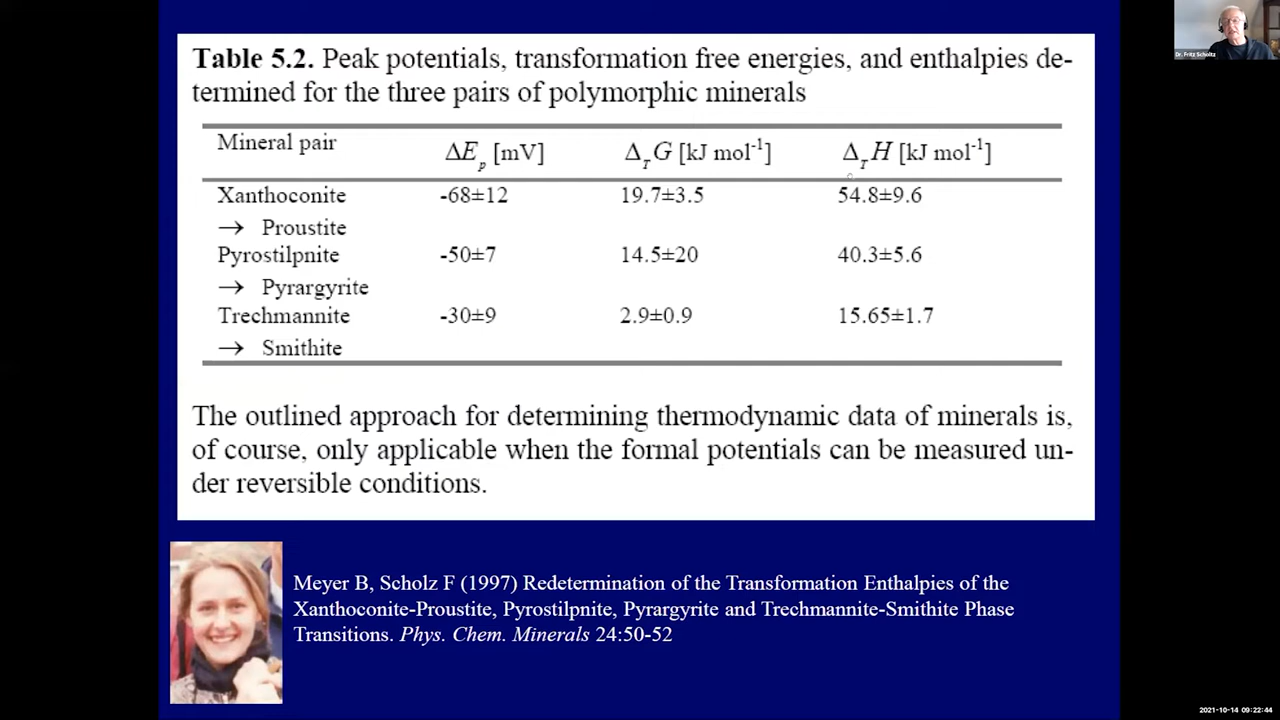 Table 5.2. Peak potentials, transformation free energies, and enthalpies de-
termined for the three pairs of polymorphic minerals
Mineral pair ΔEp [mV] ΔTG [kJ mol-1] ΔTH [kJ mol-1]
Xanthoconite -68±12 19.7±3.5 54.8±9.6
→ Proustite
Pyrostilpnite -50±7 14.5±20 40.3±5.6
→ Pyrargyrite
Trechmannite -30±9 2.9±0.9 15.65±1.7
→ Smithite
The outlined approach for determining thermodynamic data of minerals is,
of course, only applicable when the formal potentials can be measured un-
der reversible conditions.
Meyer B, Scholz F (1997) Redetermination of the Transformation Enthalpies of the
Xanthoconite-Proustite, Pyrostilpnite, Pyrargyrite and Trechmannite-Smithite Phase
Transitions. Phys. Chem. Minerals 24:50-52
Dr. Fritz Scholtz
2021-10-14 09:22:44